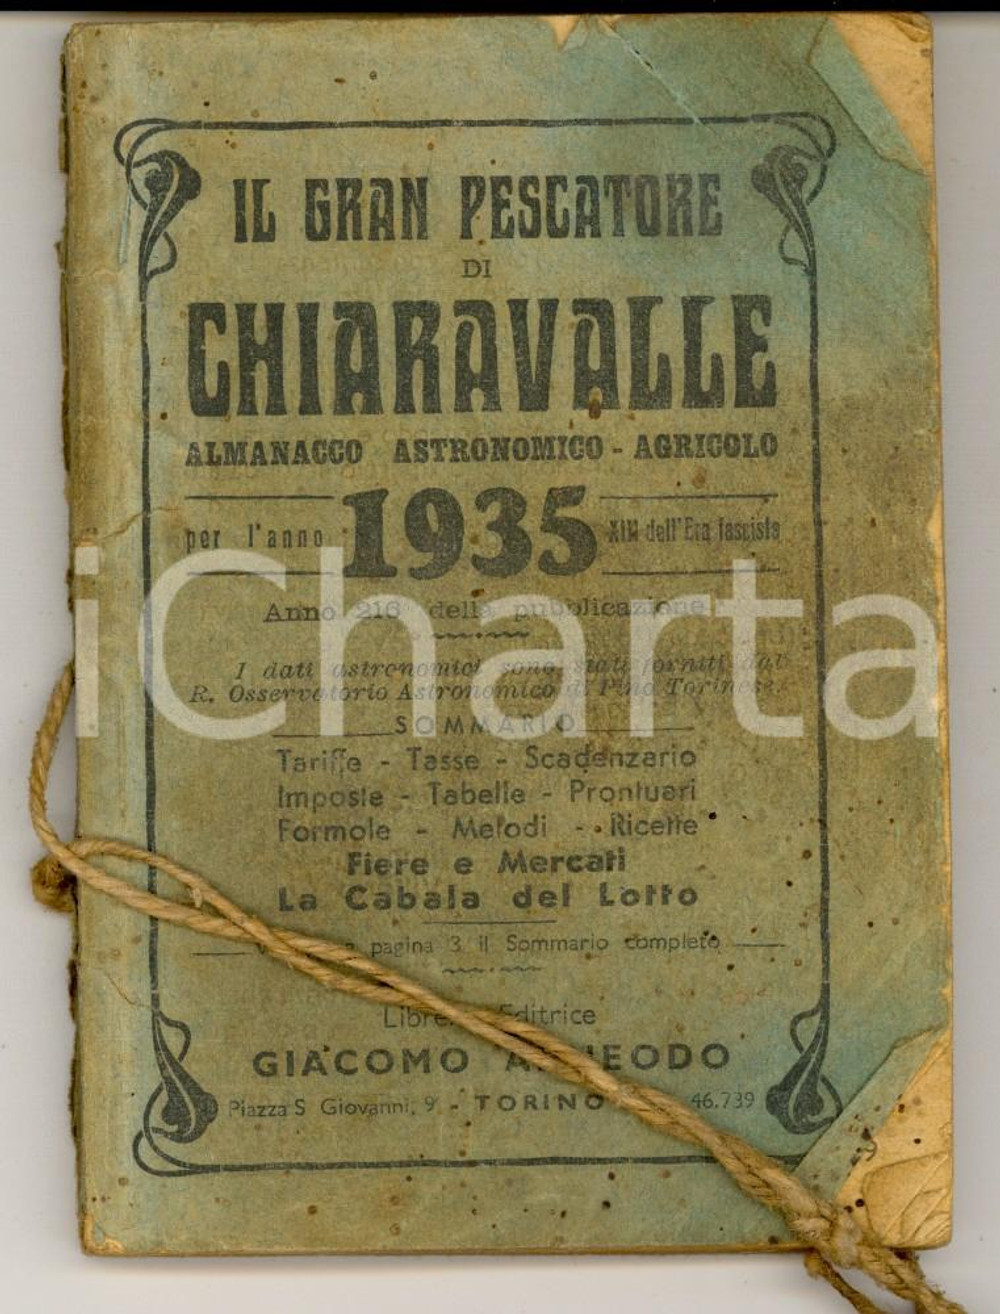 IL GRAN PESCATORE
DI
CHIARAVALLE
ALMANACCO ASTRONOMICO - AGRICOLO
per l'anno 1935 XIII dell'Era fascista
Anno 216° della pubblicazione
I dati astronomici sono stati forniti dal
R. Osservatorio Astronomico di Pino Torinese.
SOMMARIO
Tariffe - Tasse - Scadenzario
Imposte - Tabelle - Prontuari
Formole - Metodi - Ricette
Fiere e Mercati
La Cabala del Lotto
pagina 3 il Sommario completo
Editrice
GIACOMO
Piazza S Giovanni, 9 - TORINO 46.739
iCharta